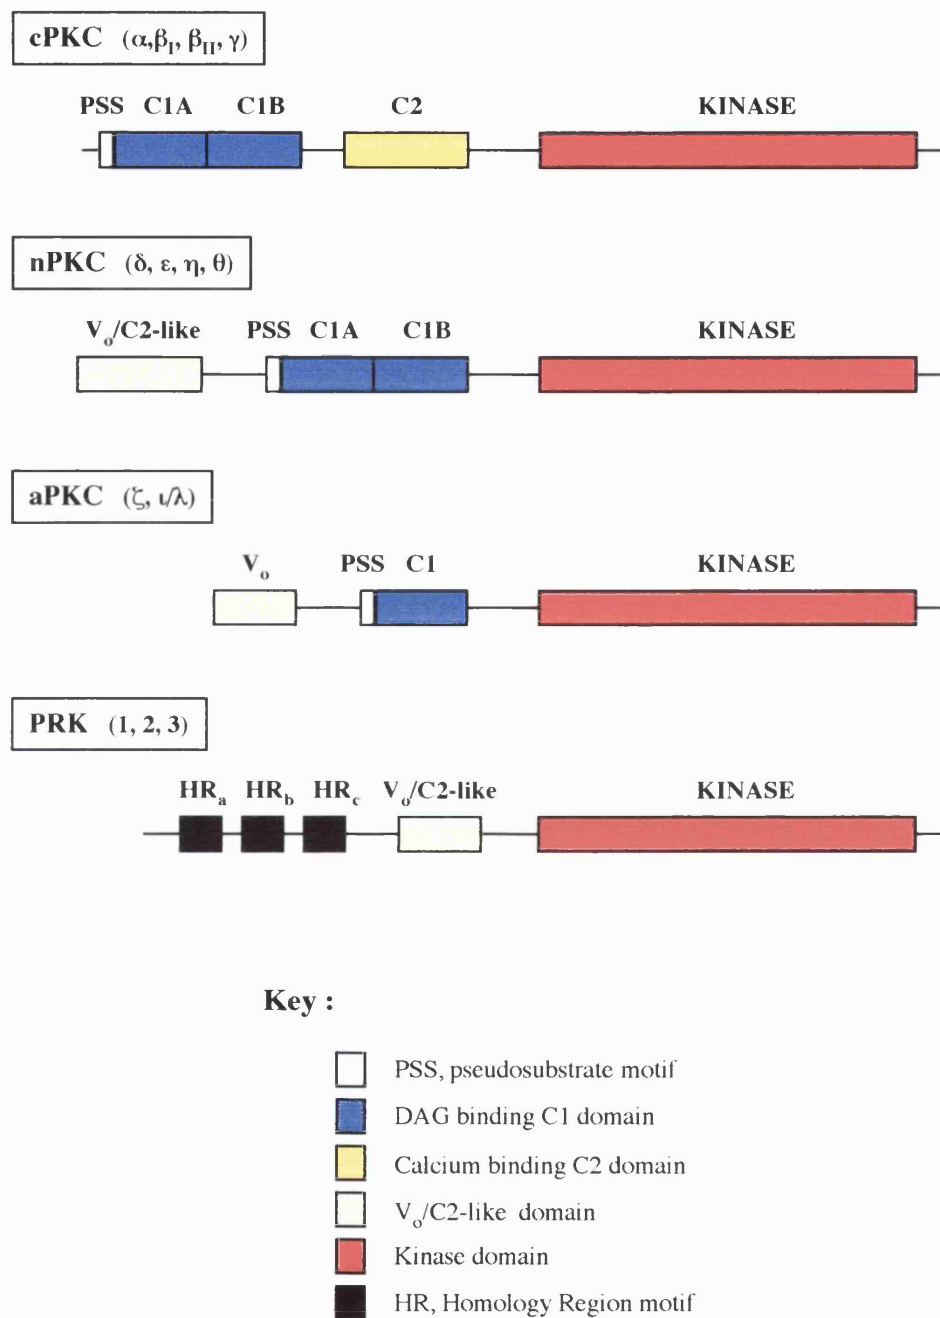 cPKC (α,βI, βII, γ)
PSS C1A C1B C2 KINASE
nPKC (δ, ε, η, θ)
Vo/C2-like PSS C1A C1B KINASE
aPKC (ζ, ι/λ)
Vo PSS C1 KINASE
PRK (1, 2, 3)
HRa HRb HRc Vo/C2-like KINASE
Key :
PSS, pseudosubstrate motif
DAG binding C1 domain
Calcium binding C2 domain
Vo/C2-like domain
Kinase domain
HR, Homology Region motif